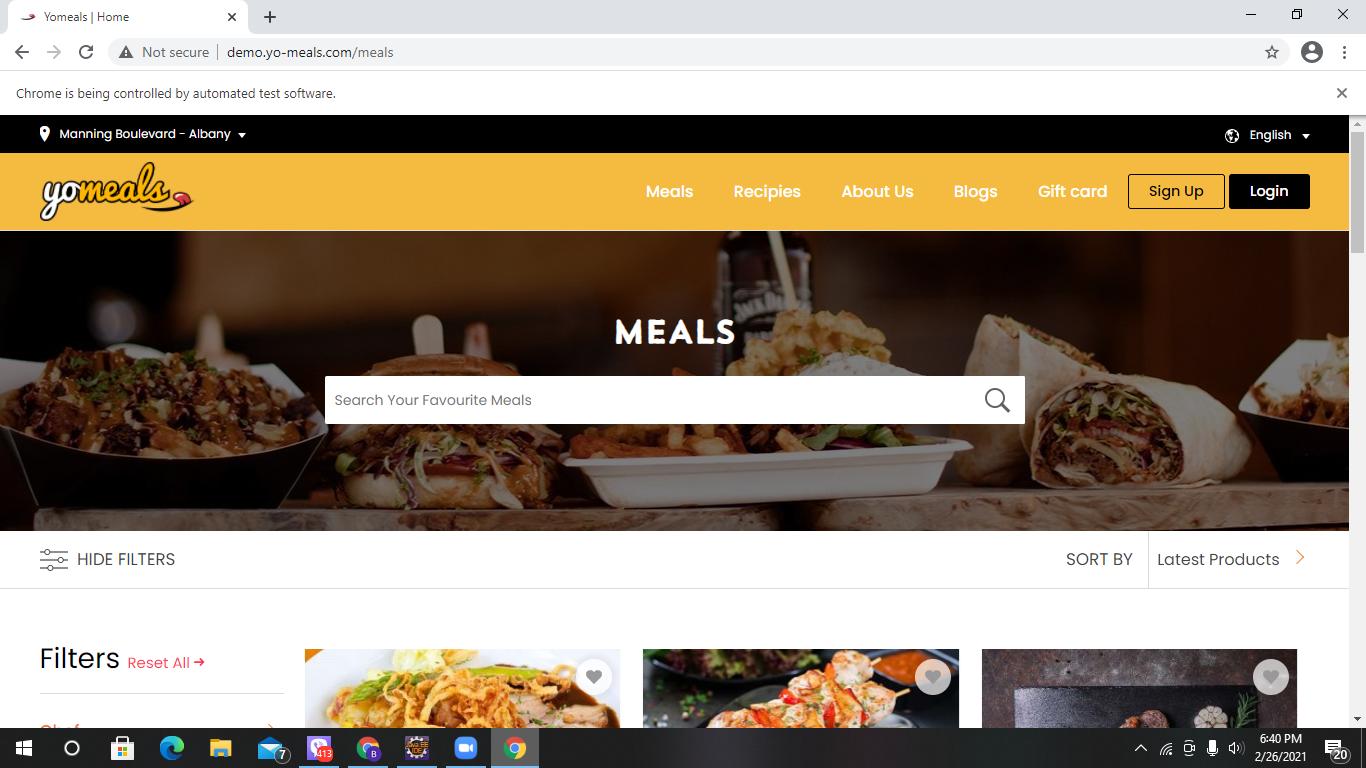 Yomeals | Home
Not secure
demo.yo-meals.com/meals
Chrome is being controlled by automated test software.
Manning Boulevard - Albany
English
yomeals
Meals
Recipies
About Us
Blogs
Gift card
Sign Up
Login
MEALS
Search Your Favourite Meals
HIDE FILTERS
SORT BY
Latest Products
Filters
Reset All
7
413
B
6:40 PM
2/26/2021
20